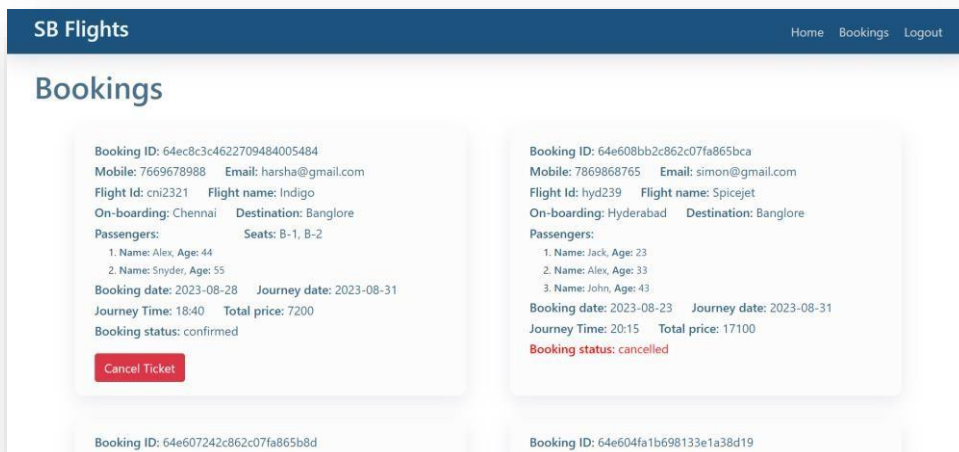 SB Flights
Home Bookings Logout
Bookings
Booking ID: 64ec8c3c4622709484005484
Mobile: 7669678988 Email: harsha@gmail.com
Flight Id: cni2321 Flight name: Indigo
On-boarding: Chennai Destination: Banglore
Passengers: Seats: B-1, B-2
1. Name: Alex, Age: 44
2. Name: Snyder, Age: 55
Booking date: 2023-08-28 Journey date: 2023-08-31
Journey Time: 18:40 Total price: 7200
Booking status: confirmed
Cancel Ticket
Booking ID: 64e608bb2c862c07fa865bca
Mobile: 7869868765 Email: simon@gmail.com
Flight Id: hyd239 Flight name: Spicejet
On-boarding: Hyderabad Destination: Banglore
Passengers:
1. Name: Jack, Age: 23
2. Name: Alex, Age: 33
3. Name: John, Age: 43
Booking date: 2023-08-23 Journey date: 2023-08-31
Journey Time: 20:15 Total price: 17100
Booking status: cancelled
Booking ID: 64e607242c862c07fa865b8d
Booking ID: 64e604fa1b698133e1a38d19